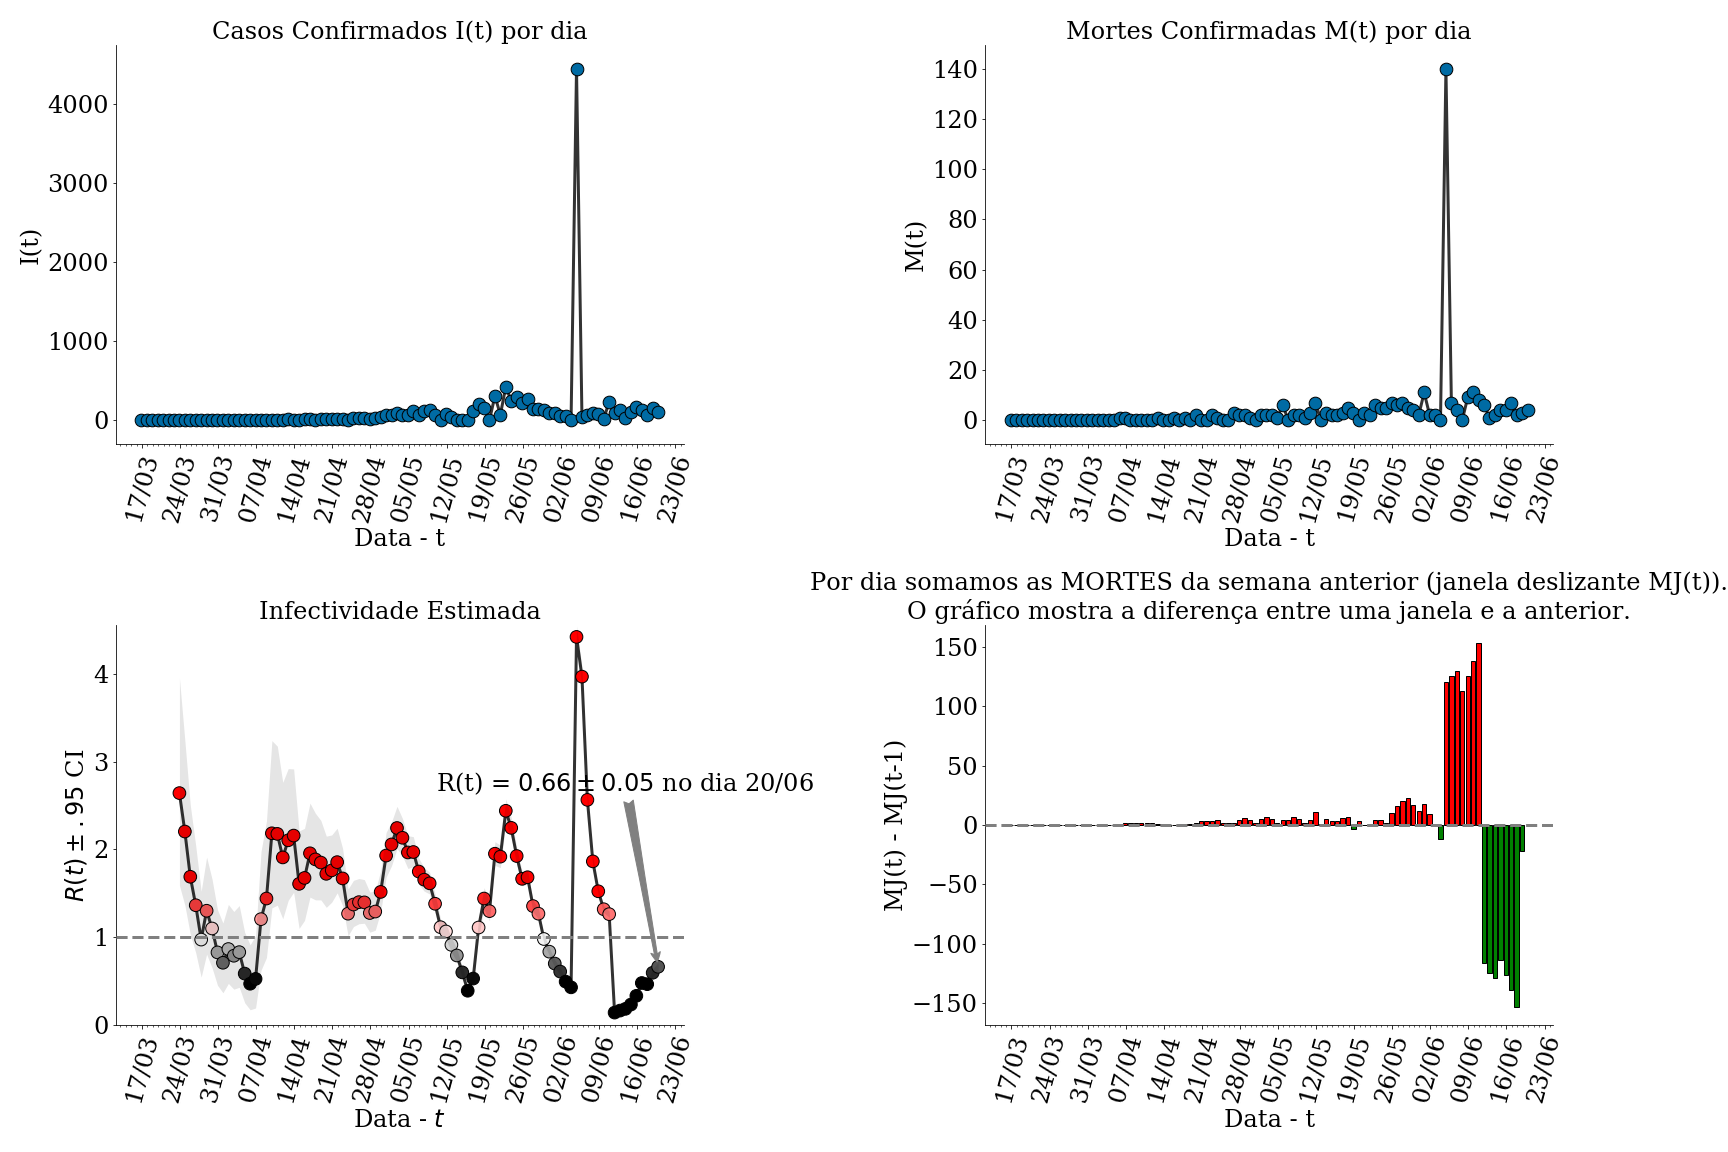 Casos Confirmados I(t) por dia
I(t)
4000
3000
2000
1000
0
17/03 24/03 31/03 07/04 14/04 21/04 28/04 05/05 12/05 19/05 26/05 02/06 09/06 16/06 23/06
Data - t
Mortes Confirmadas M(t) por dia
M(t)
140
120
100
80
60
40
20
0
17/03 24/03 31/03 07/04 14/04 21/04 28/04 05/05 12/05 19/05 26/05 02/06 09/06 16/06 23/06
Data - t
Infectividade Estimada
R(t) ± .95 CI
4
3
2
1
0
R(t) = 0.66 ± 0.05 no dia 20/06
17/03 24/03 31/03 07/04 14/04 21/04 28/04 05/05 12/05 19/05 26/05 02/06 09/06 16/06 23/06
Data - t
Por dia somamos as MORTES da semana anterior (janela deslizante MJ(t)).
O gráfico mostra a diferença entre uma janela e a anterior.
MJ(t) - MJ(t-1)
150
100
50
0
−50
−100
−150
17/03 24/03 31/03 07/04 14/04 21/04 28/04 05/05 12/05 19/05 26/05 02/06 09/06 16/06 23/06
Data - t